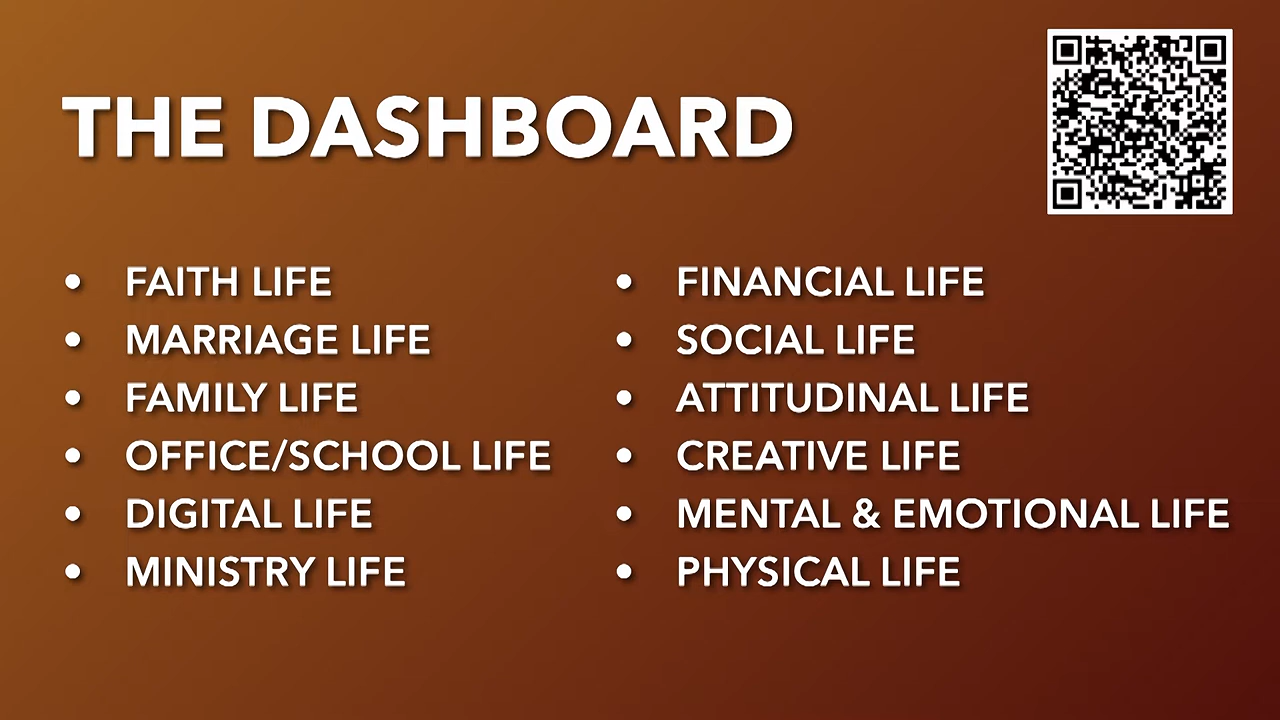 THE DASHBOARD
• FAITH LIFE
• MARRIAGE LIFE
• FAMILY LIFE
• OFFICE/SCHOOL LIFE
• DIGITAL LIFE
• MINISTRY LIFE
• FINANCIAL LIFE
• SOCIAL LIFE
• ATTITUDINAL LIFE
• CREATIVE LIFE
• MENTAL & EMOTIONAL LIFE
• PHYSICAL LIFE